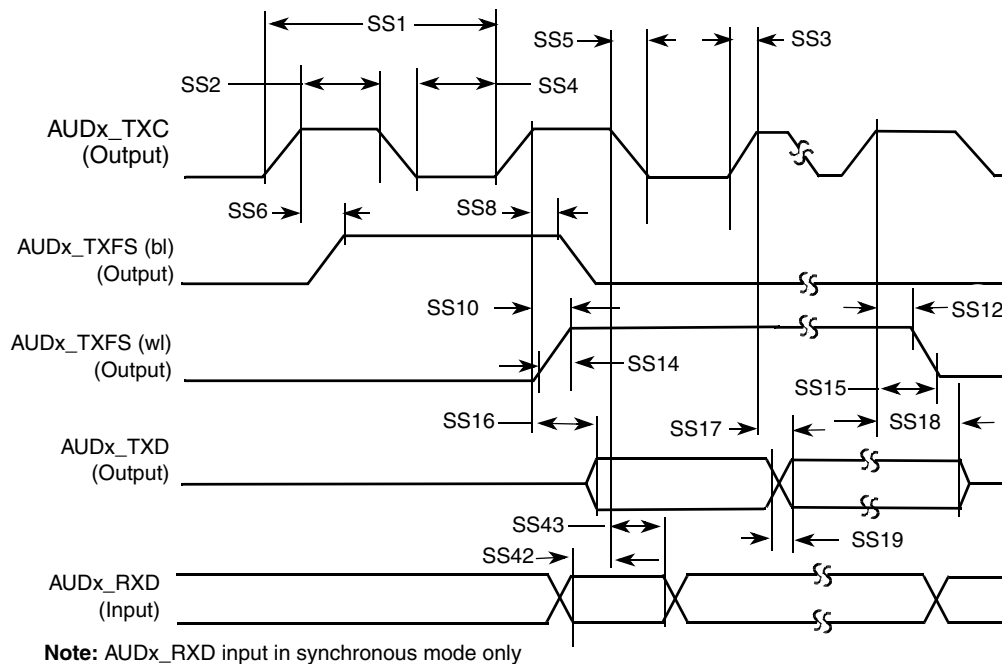 SS1
SS5
SS3
SS2
SS4
AUDx_TXC
(Output)
SS6
SS8
AUDx_TXFS (bl)
(Output)
SS10
SS12
AUDx_TXFS (wl)
(Output)
SS14
SS15
SS16
SS17
SS18
AUDx_TXD
(Output)
SS43
SS19
SS42
AUDx_RXD
(Input)
Note: AUDx_RXD input in synchronous mode only